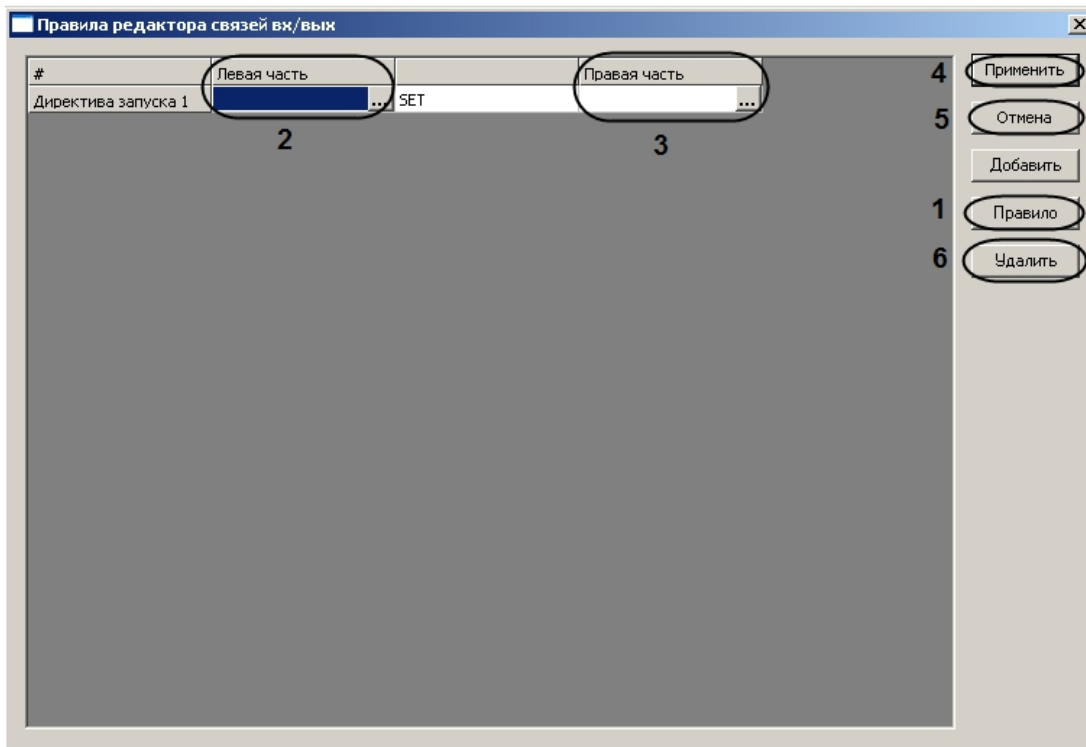 Правила редактора связей вх/вых
# Левая часть Правая часть
Директива запуска 1 ... SET ...
2 3
4 Применить
5 Отмена
Добавить
1 Правило
6 Удалить